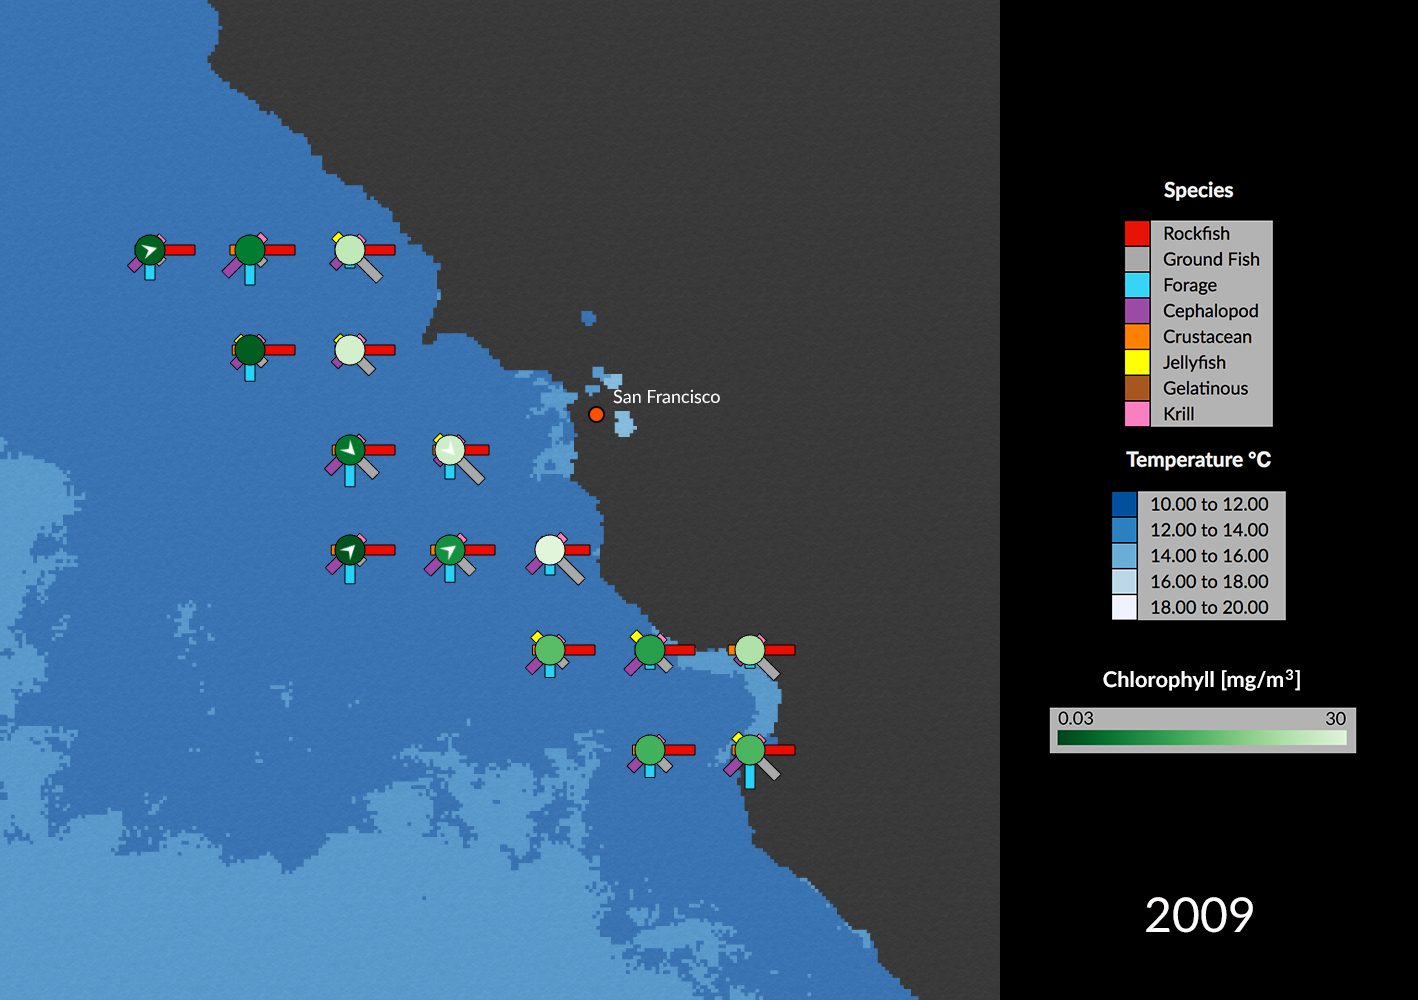 San Francisco
Species
Rockfish
Ground Fish
Forage
Cephalopod
Crustacean
Jellyfish
Gelatinous
Krill
Temperature °C
10.00 to 12.00
12.00 to 14.00
14.00 to 16.00
16.00 to 18.00
18.00 to 20.00
Chlorophyll [mg/m³]
0.03 30
2009